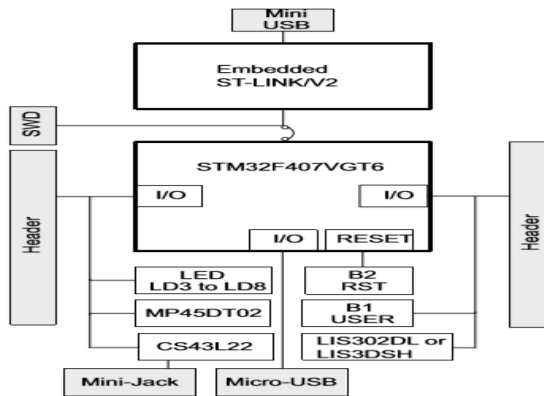 Mini
USB
Embedded
ST-LINK/V2
SWD
STM32F407VGT6
I/O
I/O
Header
Header
I/O
RESET
LED
LD3 to LD8
B2
RST
MP45DT02
B1
USER
CS43L22
LIS302DL or
LIS3DSH
Mini-Jack
Micro-USB